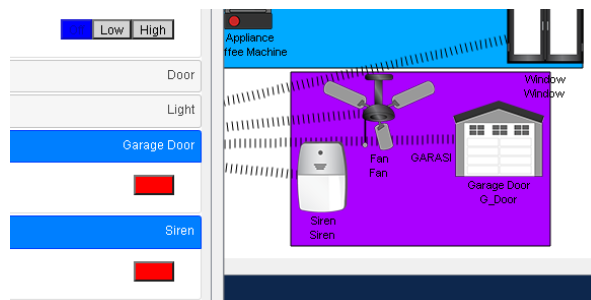 Low High
Door
Light
Garage Door
Siren
Appliance
ffee Machine
Window
Window
Fan
Fan
GARASI
Garage Door
G_Door
Siren
Siren